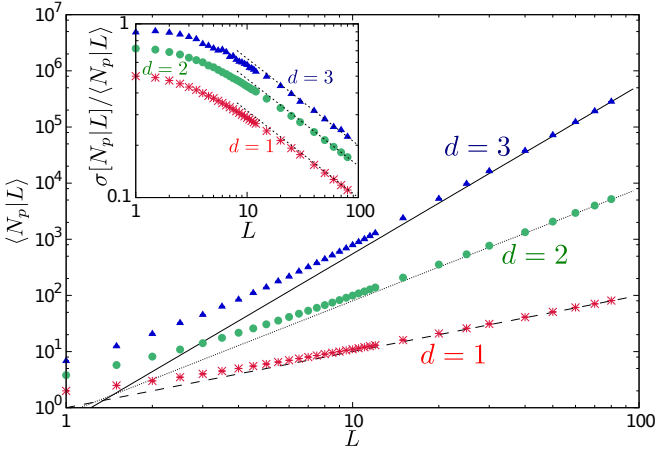 10^7
10^6
10^5
10^4
10^3
10^2
10^1
10^0
⟨N_p|L⟩
1
10
100
L
d = 3
d = 2
d = 1
σ[N_p|L]/⟨N_p|L⟩
1
0.1
1
10
100
L
d = 3
d = 2
d = 1